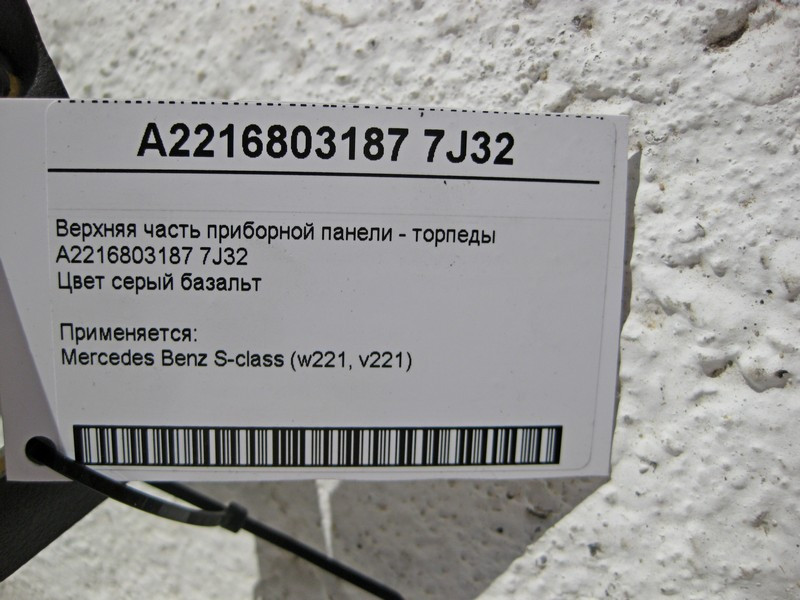 A2216803187 7J32
Верхняя часть приборной панели - торпеды
A2216803187 7J32
Цвет серый базальт
Применяется:
Mercedes Benz S-class (w221, v221)